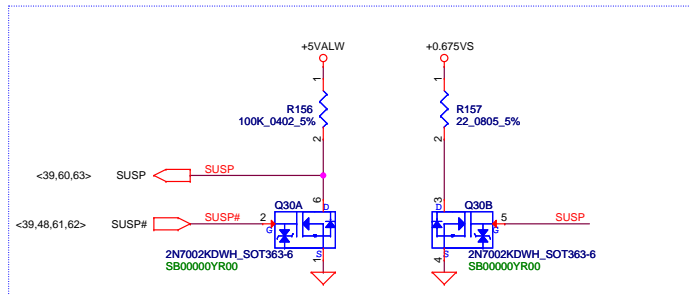 +5VALW
+0.675VS
1
1
R156
100K_0402_5%
R157
22_0805_5%
2
2
<39,60,63> SUSP SUSP
6
3
D
D
Q30A
Q30B
<39,48,61,62> SUSP# SUSP# 2
5 SUSP
G
G
S
S
1
4
2N7002KDWH_SOT363-6
SB00000YR00
2N7002KDWH_SOT363-6
SB00000YR00